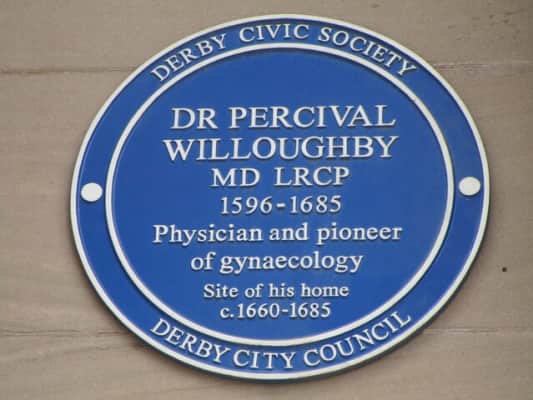 DERBY CIVIC SOCIETY
DR PERCIVAL
WILLOUGHBY
MD LRCP
1596-1685
Physician and pioneer
of gynaecology
Site of his home
c.1660-1685
DERBY CITY COUNCIL